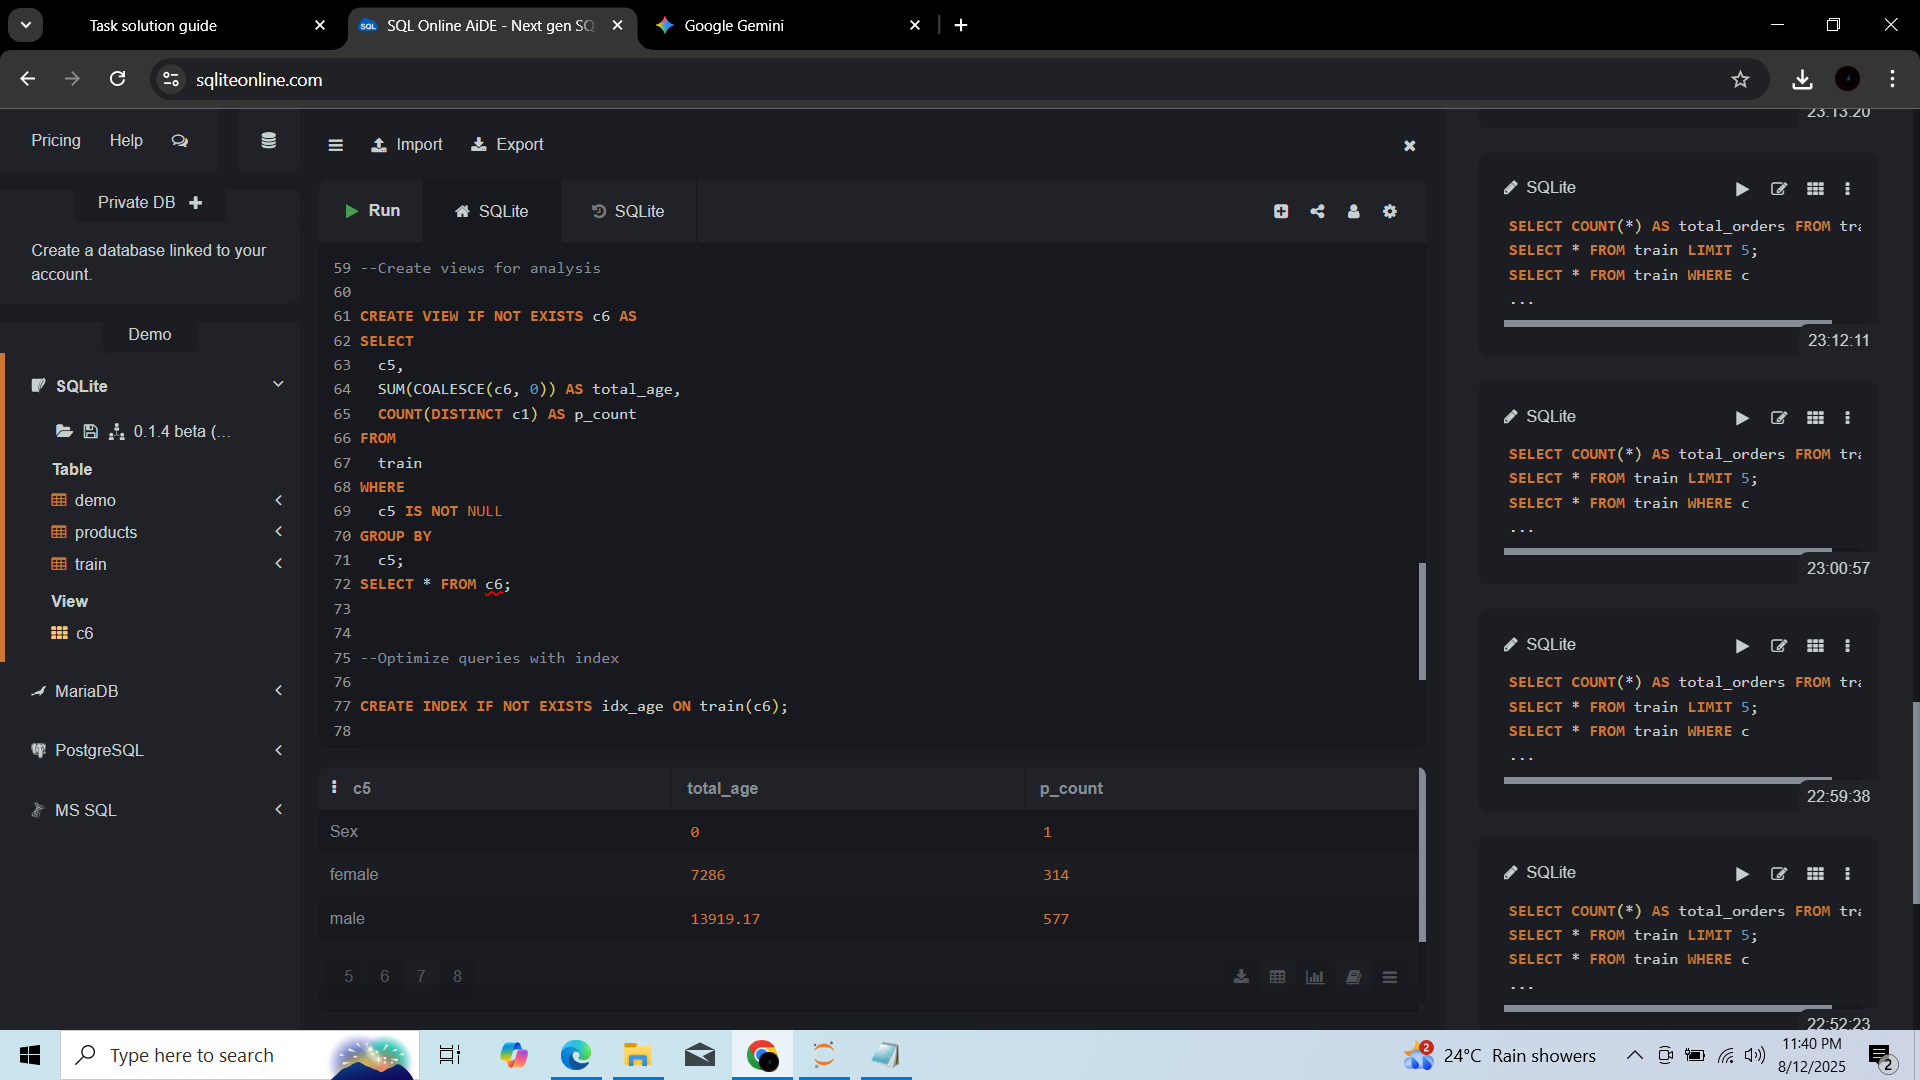 Task solution guide
SQL Online AiDE - Next gen SQ
Google Gemini
sqliteonline.com
Pricing
Help
Private DB
Create a database linked to your
account.
Demo
SQLite
0.1.4 beta (...
Table
demo
products
train
View
c6
MariaDB
PostgreSQL
MS SQL
Import
Export
Run
SQLite
SQLite
59 --Create views for analysis
60
61 CREATE VIEW IF NOT EXISTS c6 AS
62 SELECT
63 c5,
64 SUM(COALESCE(c6, 0)) AS total_age,
65 COUNT(DISTINCT c1) AS p_count
66 FROM
67 train
68 WHERE
69 c5 IS NOT NULL
70 GROUP BY
71 c5;
72 SELECT * FROM c6;
73
74
75 --Optimize queries with index
76
77 CREATE INDEX IF NOT EXISTS idx_age ON train(c6);
78
c5 total_age p_count
Sex 0 1
female 7286 314
male 13919.17 577
5 6 7 8
23:13:20
SQLite
SELECT COUNT(*) AS total_orders FROM tra
SELECT * FROM train LIMIT 5;
SELECT * FROM train WHERE c
...
23:12:11
SQLite
SELECT COUNT(*) AS total_orders FROM tra
SELECT * FROM train LIMIT 5;
SELECT * FROM train WHERE c
...
23:00:57
SQLite
SELECT COUNT(*) AS total_orders FROM tra
SELECT * FROM train LIMIT 5;
SELECT * FROM train WHERE c
...
22:59:38
SQLite
SELECT COUNT(*) AS total_orders FROM tra
SELECT * FROM train LIMIT 5;
SELECT * FROM train WHERE c
...
22:52:23
Type here to search
2
24°C Rain showers
11:40 PM
8/12/2025
2